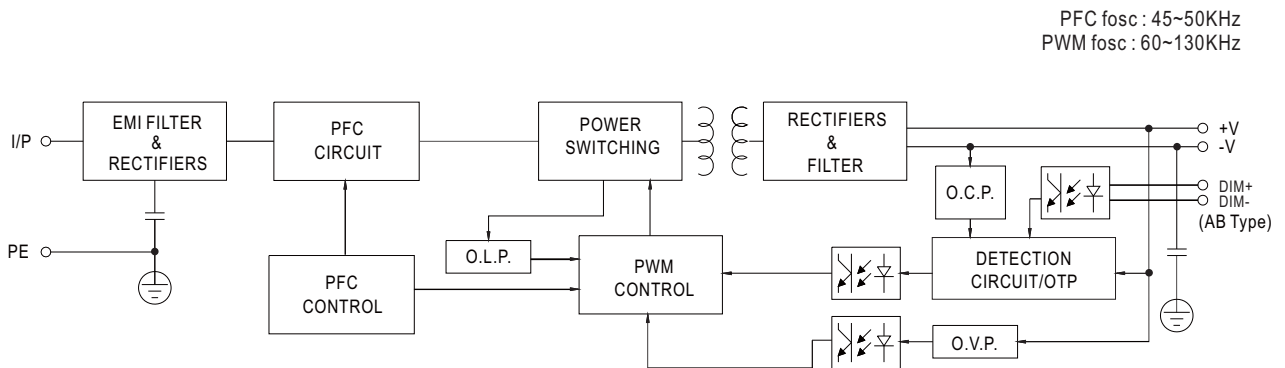 PFC fosc : 45~50KHz
PWM fosc : 60~130KHz
I/P
EMI FILTER
&
RECTIFIERS
PFC
CIRCUIT
POWER
SWITCHING
RECTIFIERS
&
FILTER
+V
-V
O.C.P.
DIM+
DIM-
(AB Type)
PE
O.L.P.
PFC
CONTROL
PWM
CONTROL
DETECTION
CIRCUIT/OTP
O.V.P.